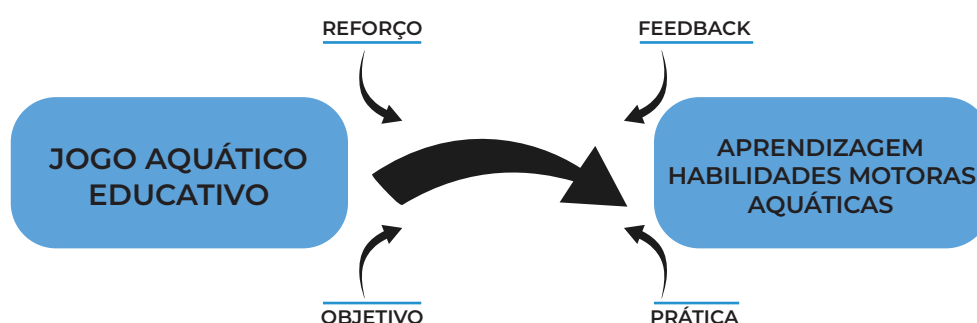 REFORÇO
FEEDBACK
JOGO AQUÁTICO
EDUCATIVO
APRENDIZAGEM
HABILIDADES MOTORAS
AQUÁTICAS
OBJETIVO
PRÁTICA